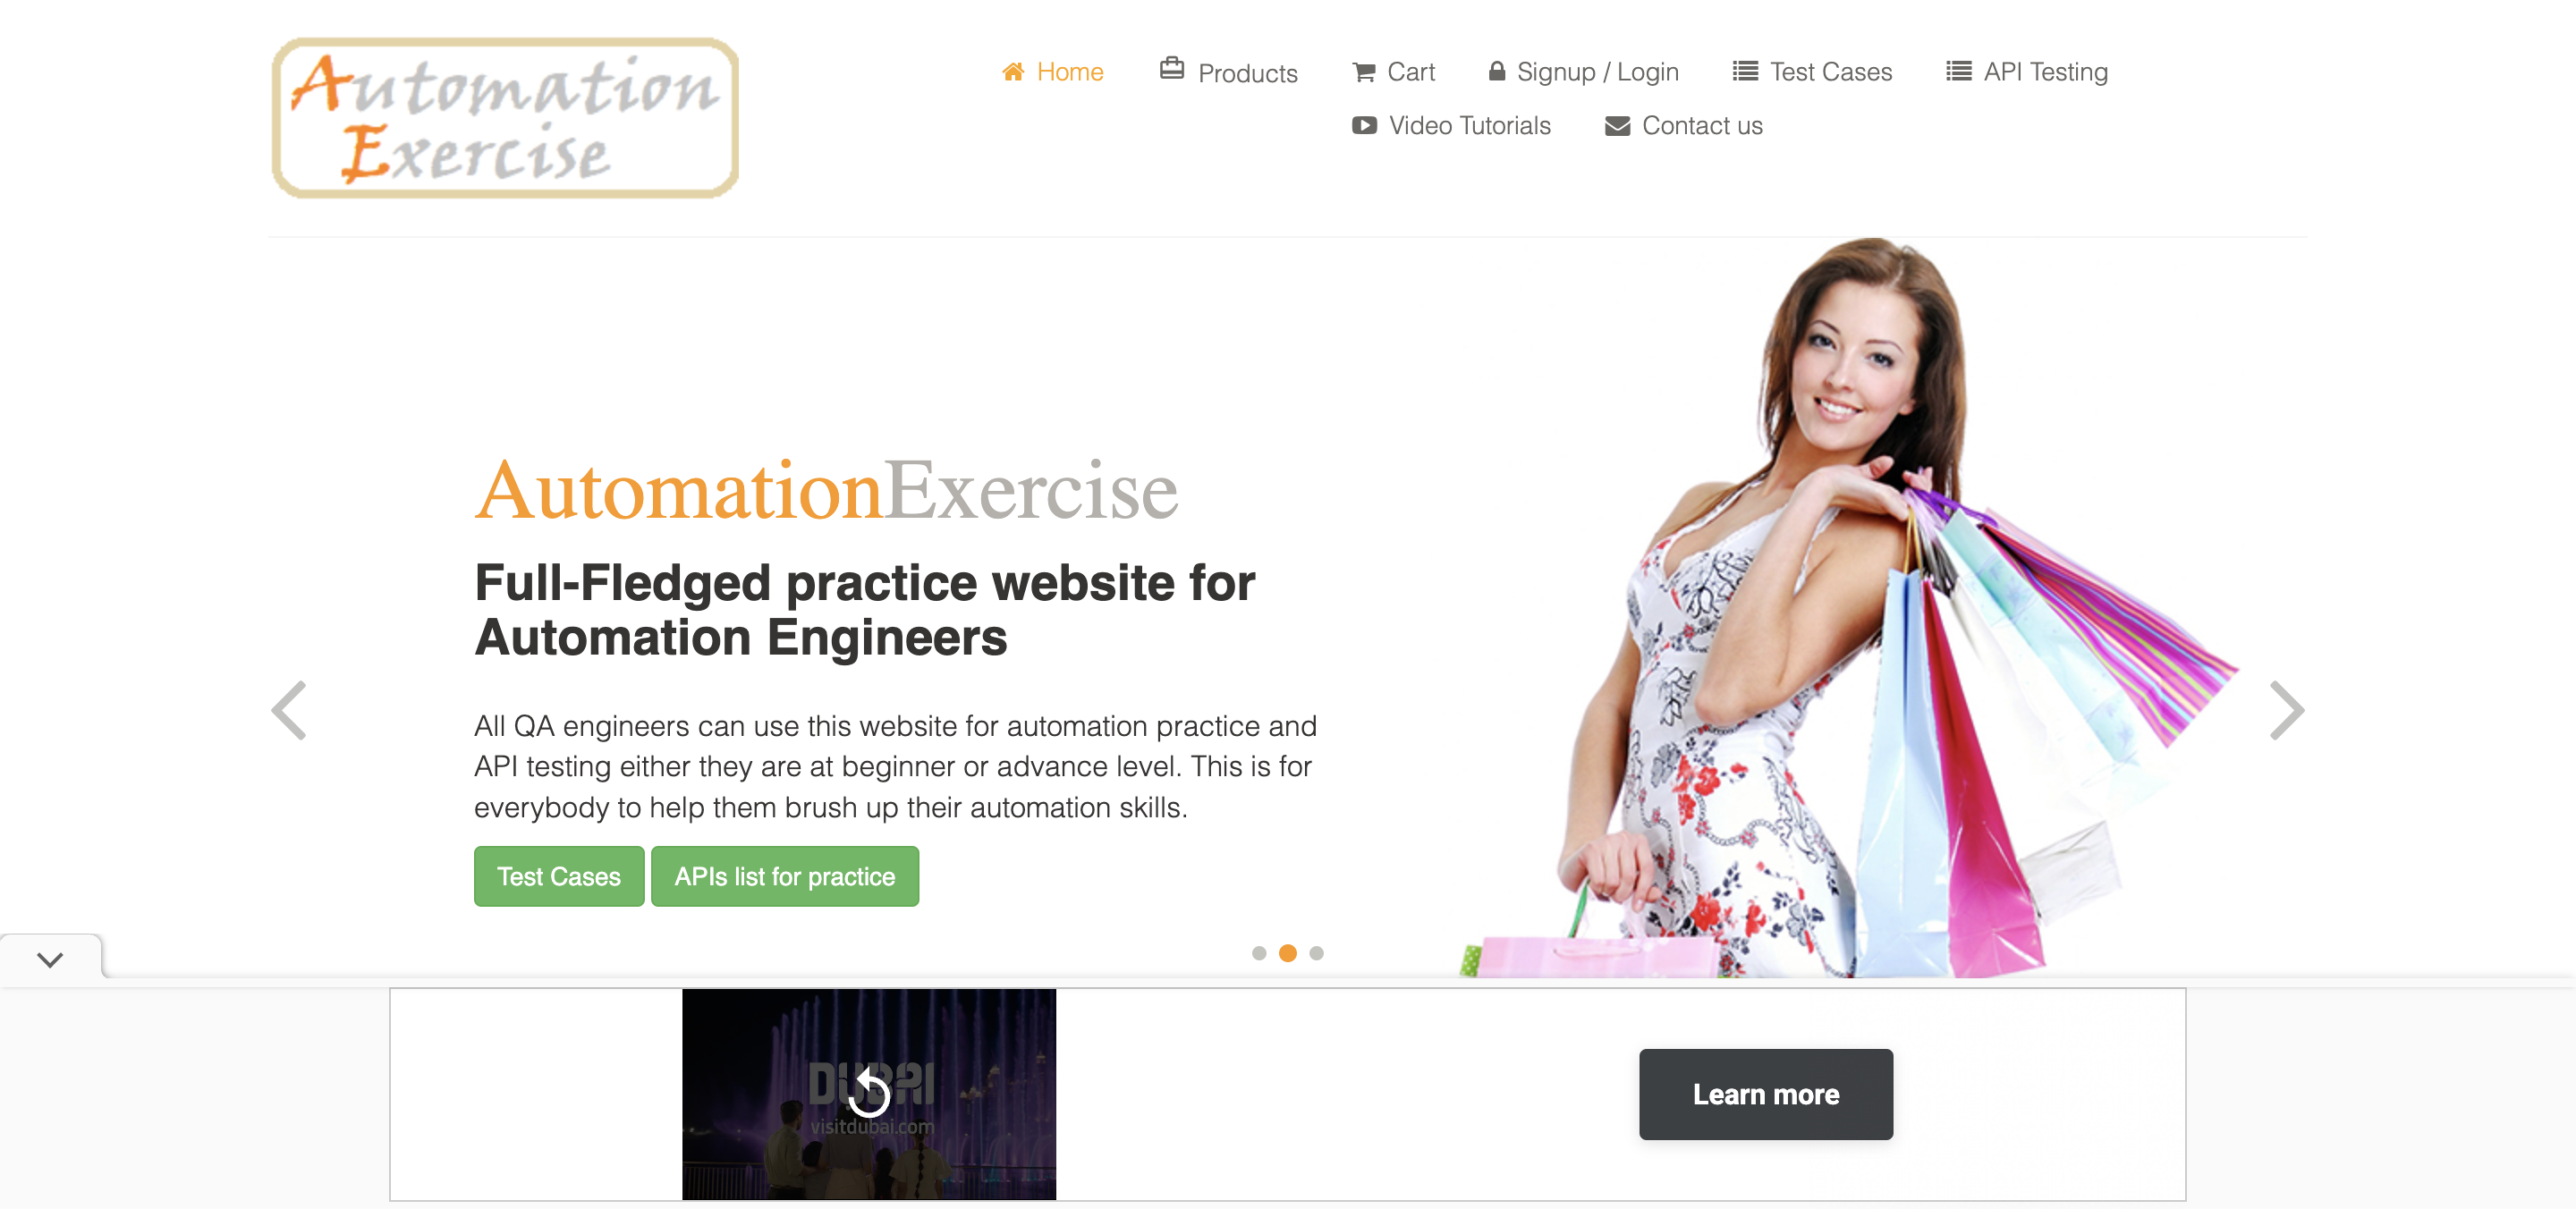 Automation
Exercise
Home
Products
Cart
Signup / Login
Test Cases
API Testing
Video Tutorials
Contact us
AutomationExercise
Full-Fledged practice website for
Automation Engineers
All QA engineers can use this website for automation practice and
API testing either they are at beginner or advance level. This is for
everybody to help them brush up their automation skills.
Test Cases
APIs list for practice
DUBAI
visitdubai.com
Learn more